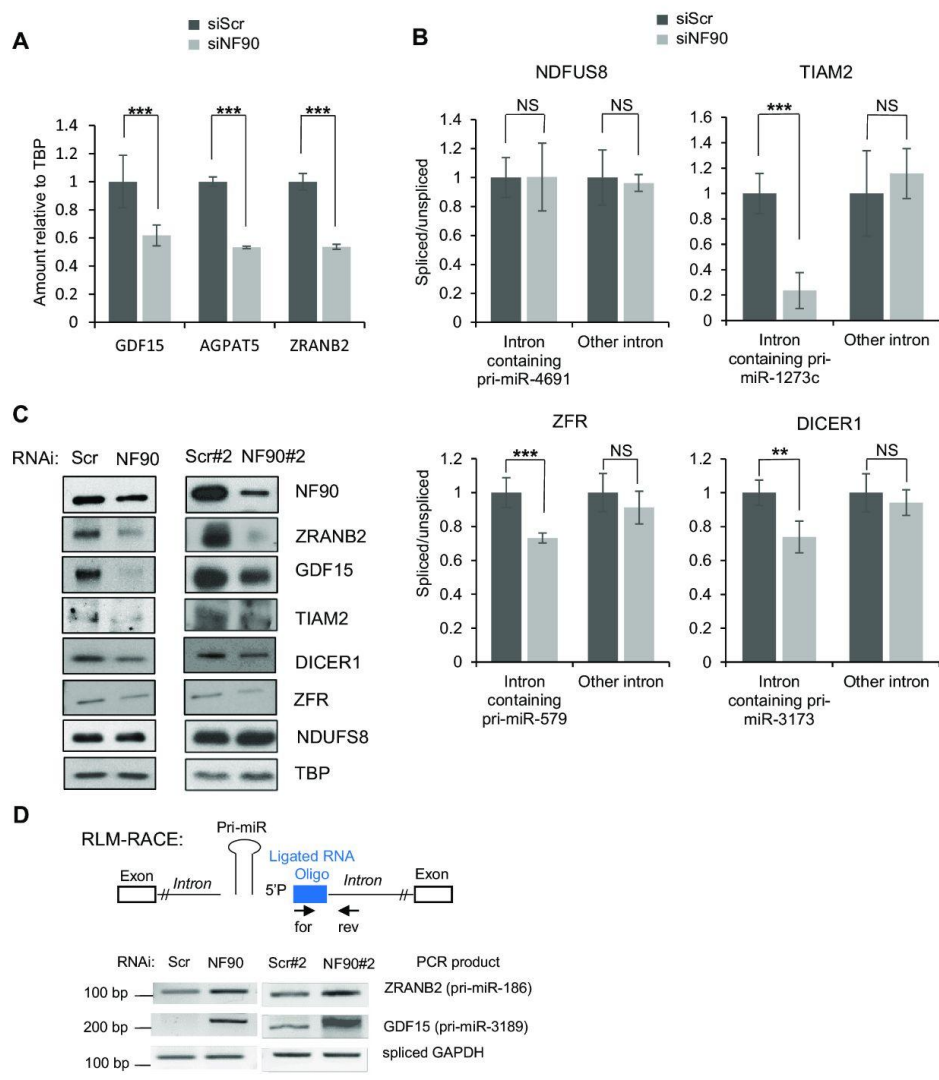 A
siScr
siNF90
Amount relative to TBP
1.4
1.2
1
0.8
0.6
0.4
0.2
0
***
***
***
GDF15
AGPAT5
ZRANB2
B
siScr
siNF90
NDFUS8
Spliced/unspliced
1.4
1.2
1
0.8
0.6
0.4
0.2
0
NS
NS
Intron
containing
pri-miR-4691
Other intron
TIAM2
1.6
1.4
1.2
1
0.8
0.6
0.4
0.2
0
***
NS
Intron
containing pri-
miR-1273c
Other intron
ZFR
Spliced/unspliced
1.2
1
0.8
0.6
0.4
0.2
0
***
NS
Intron
containing
pri-miR-579
Other intron
DICER1
1.2
1
0.8
0.6
0.4
0.2
0
**
NS
Intron
containing pri-
miR-3173
Other intron
C
RNAi: Scr NF90 Scr#2 NF90#2
NF90
ZRANB2
GDF15
TIAM2
DICER1
ZFR
NDUFS8
TBP
D
RLM-RACE:
Pri-miR
Ligated RNA
Oligo
Exon
Intron
5'P
Intron
Exon
for
rev
RNAi: Scr NF90 Scr#2 NF90#2 PCR product
100 bp
ZRANB2 (pri-miR-186)
200 bp
GDF15 (pri-miR-3189)
100 bp
spliced GAPDH